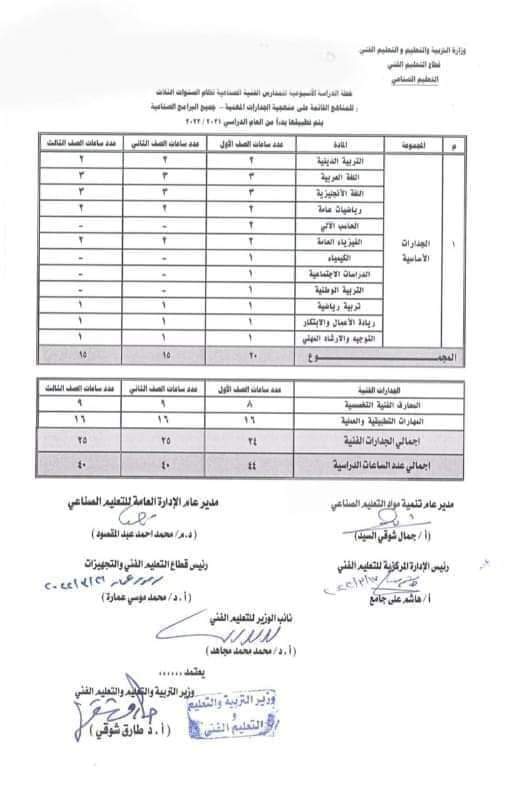 وزارة التربية والتعليم و التعليم الفني
قطاع التعليم الفني
التعليم الصناعي
خطة الدراسة الأسبوعية للمدارس الفنية الصناعية نظام السنوات الثلاث
للمناهج القائمة على منهجية الجدارات المهنية - جميع البرامج الصناعية
يتم تطبيقها بدءاً من العام الدراسي ٢٠٢١ / ٢٠٢٢
م المجموعة المادة عدد ساعات الصف الأول عدد ساعات الصف الثاني عدد ساعات الصف الثالث
١ الجدارات الأساسية
التربية الدينية ٢ ٢ ٢
اللغة العربية ٣ ٣ ٣
اللغة الأنجليزية ٣ ٣ ٣
رياضيات عامة ٢ ٢ ٢
الحاسب الآلي ٢ - -
الفيزياء العامة ٢ ٢ ٢
الكيمياء ١ - -
الدراسات الاجتماعية ١ - -
التربية الوطنية ١ - -
تربية رياضية ١ ١ ١
ريادة الأعمال والابتكار ١ ١ ١
التوجيه والارشاد المهني ١ ١ ١
المجمـــــوع ٢٠ ١٥ ١٥
الجدارات الفنية عدد ساعات الصف الأول عدد ساعات الصف الثاني عدد ساعات الصف الثالث
المعارف الفنية التخصصية ٨ ٩ ٩
المهارات التطبيقية والعملية ١٦ ١٦ ١٦
إجمالي الجدارات الفنية ٢٤ ٢٥ ٢٥
إجمالي عدد الساعات الدراسية ٤٤ ٤٠ ٤٠
مدير عام تنمية مواد التعليم الصناعي
(أ / جمال شوقي السيد)
مدير عام الإدارة العامة للتعليم الصناعي
(د.م/ محمد احمد عبد المقصود)
رئيس الإدارة المركزية للتعليم الفني
أ/ هاشم على جامع
رئيس قطاع التعليم الفني والتجهيزات
(أ.د/ محمد موسي عمارة)
نائب الوزير للتعليم الفني
(أ.د/ محمد محمد مجاهد)
يعتمد ......
وزير التربية والتعليم والتعليم الفني
(أ.د طارق شوقي)
وزير التربية والتعليم
و
التعليم الفني